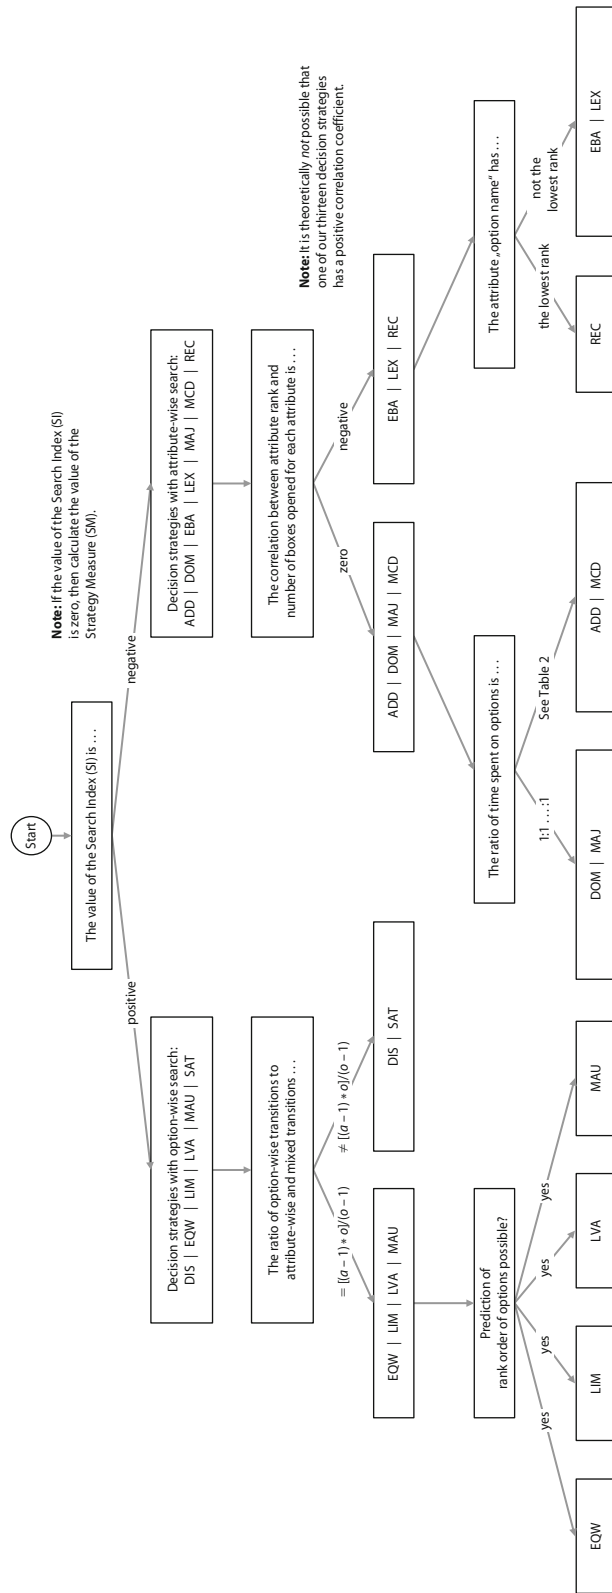 Start
Note: If the value of the Search Index (SI)
is zero, then calculate the value of the
Strategy Measure (SM).
The value of the Search Index (SI) is . . .
positive
negative
Decision strategies with option-wise search:
DIS | EQW | LIM | LVA | MAU | SAT
Decision strategies with attribute-wise search:
ADD | DOM | EBA | LEX | MAJ | MCD | REC
The ratio of option-wise transitions to
attribute-wise and mixed transitions . . .
The correlation between attribute rank and
number of boxes opened for each attribute is . . .
Note: It is theoretically not possible that
one of our thirteen decision strategies
has a positive correlation coefficient.
= [(a − 1) * o]/(o − 1)
≠ [(a − 1) * o]/(o − 1)
zero
negative
EQW | LIM | LVA | MAU
DIS | SAT
ADD | DOM | MAJ | MCD
EBA | LEX | REC
Prediction of
rank order of options possible?
The ratio of time spent on options is . . .
The attribute „option name“ has . . .
yes
yes
yes
yes
1:1 . . . :1
See Table 2
the lowest rank
not the
lowest rank
EQW
LIM
LVA
MAU
DOM | MAJ
ADD | MCD
REC
EBA | LEX